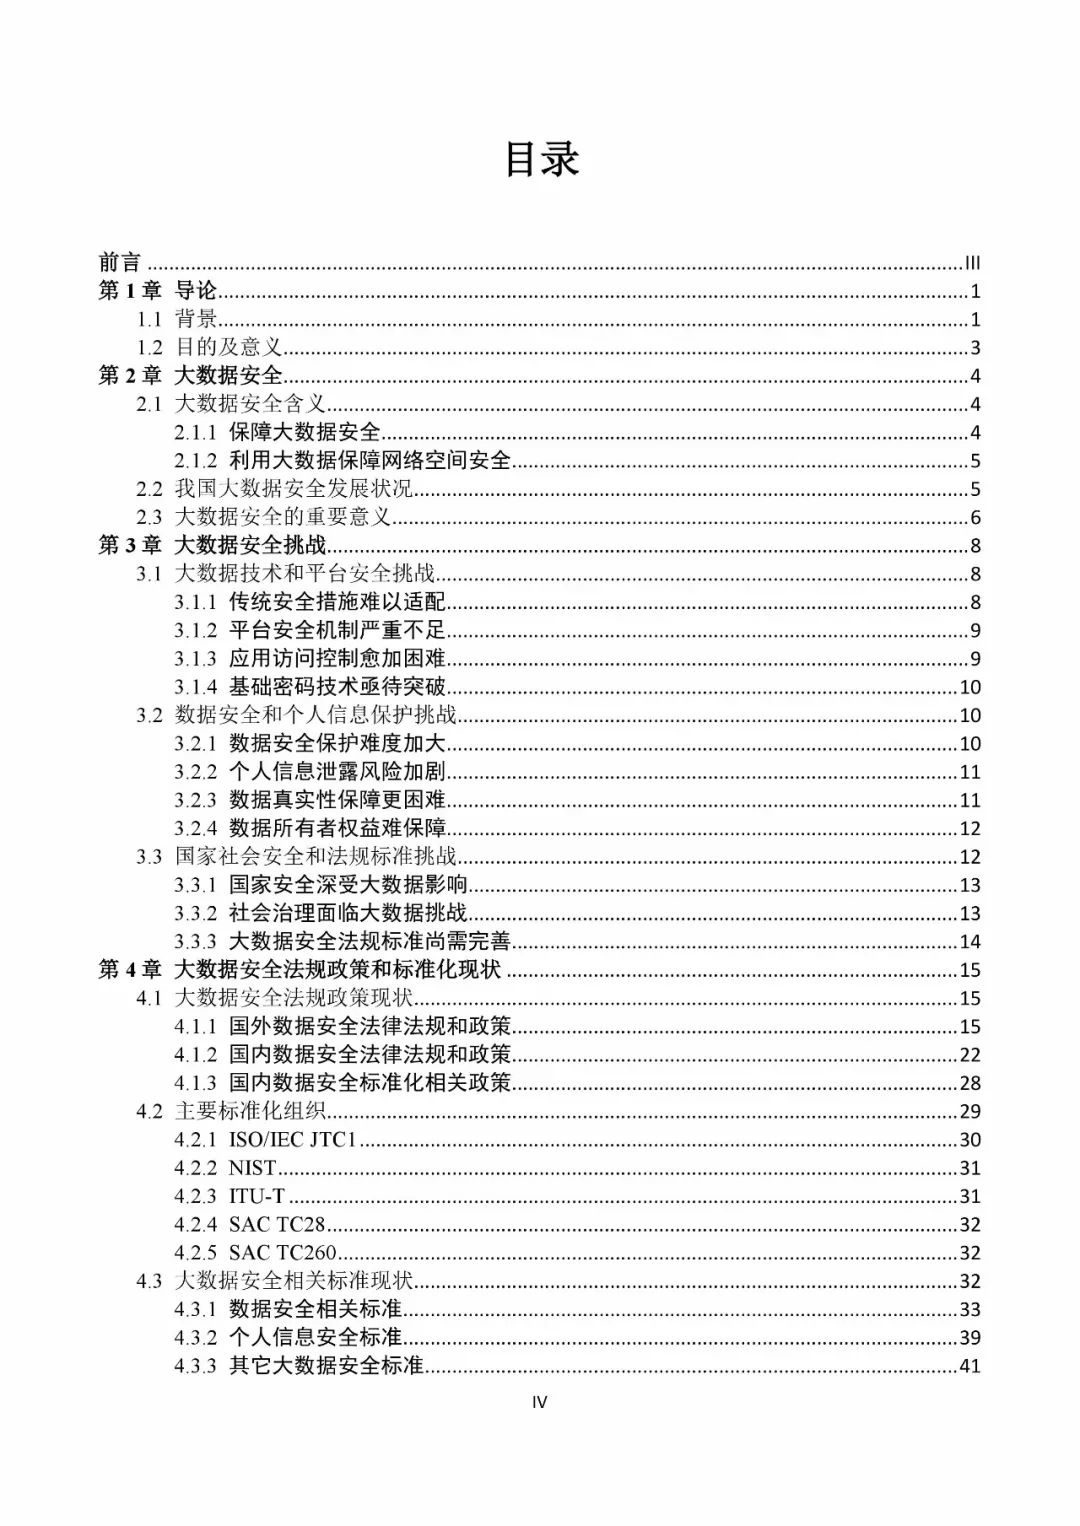 目录
前言 ........ III
第 1 章 导论 ........ 1
1.1 背景 ........ 1
1.2 目的及意义 ........ 3
第 2 章 大数据安全 ........ 4
2.1 大数据安全含义 ........ 4
2.1.1 保障大数据安全 ........ 4
2.1.2 利用大数据保障网络空间安全 ........ 5
2.2 我国大数据安全发展状况 ........ 5
2.3 大数据安全的重要意义 ........ 6
第 3 章 大数据安全挑战 ........ 8
3.1 大数据技术和平台安全挑战 ........ 8
3.1.1 传统安全措施难以适配 ........ 8
3.1.2 平台安全机制严重不足 ........ 9
3.1.3 应用访问控制愈加困难 ........ 9
3.1.4 基础密码技术亟待突破 ........ 10
3.2 数据安全和个人信息保护挑战 ........ 10
3.2.1 数据安全保护难度加大 ........ 10
3.2.2 个人信息泄露风险加剧 ........ 11
3.2.3 数据真实性保障更困难 ........ 11
3.2.4 数据所有者权益难保障 ........ 12
3.3 国家社会安全和法规标准挑战 ........ 12
3.3.1 国家安全深受大数据影响 ........ 13
3.3.2 社会治理面临大数据挑战 ........ 13
3.3.3 大数据安全法规标准尚需完善 ........ 14
第 4 章 大数据安全法规政策和标准化现状 ........ 15
4.1 大数据安全法规政策现状 ........ 15
4.1.1 国外数据安全法律法规和政策 ........ 15
4.1.2 国内数据安全法律法规和政策 ........ 22
4.1.3 国内数据安全标准化相关政策 ........ 28
4.2 主要标准化组织 ........ 29
4.2.1 ISO/IEC JTC1 ........ 30
4.2.2 NIST ........ 31
4.2.3 ITU-T ........ 31
4.2.4 SAC TC28 ........ 32
4.2.5 SAC TC260 ........ 32
4.3 大数据安全相关标准现状 ........ 32
4.3.1 数据安全相关标准 ........ 33
4.3.2 个人信息安全标准 ........ 39
4.3.3 其它大数据安全标准 ........ 41
IV